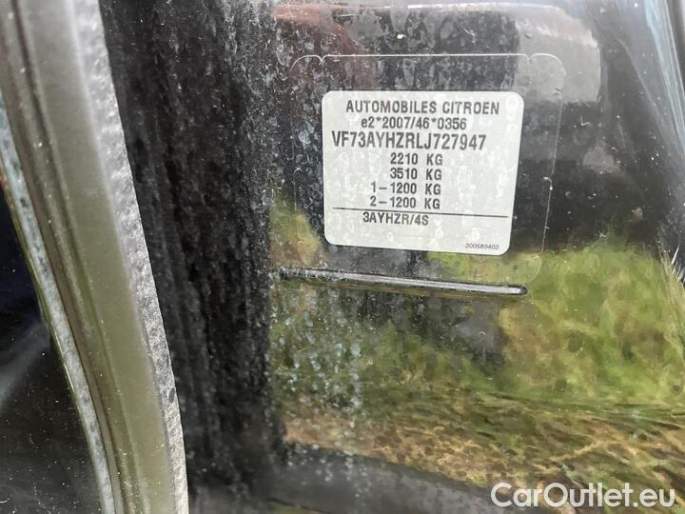 AUTOMOBILES CITROEN
e2*2007/46*0356
VF73AYHZRLJ727947
2210 KG
3510 KG
1-1200 KG
2-1200 KG
3AYHZR/4S
CarOutlet.eu